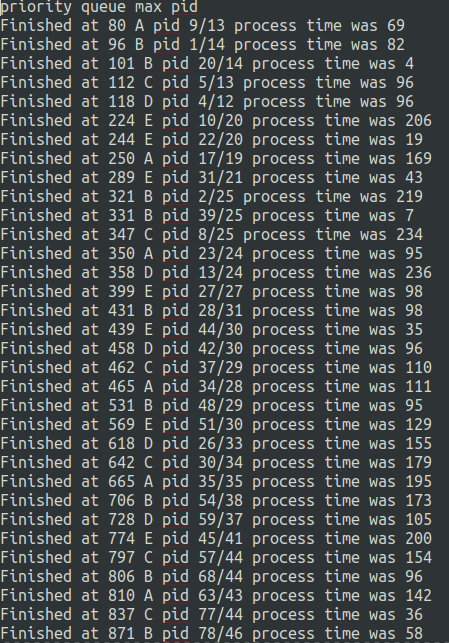 priority queue max pid
Finished at 80 A pid 9/13 process time was 69
Finished at 96 B pid 1/14 process time was 82
Finished at 101 B pid 20/14 process time was 4
Finished at 112 C pid 5/13 process time was 96
Finished at 118 D pid 4/12 process time was 96
Finished at 224 E pid 10/20 process time was 206
Finished at 244 E pid 22/20 process time was 19
Finished at 250 A pid 17/19 process time was 169
Finished at 289 E pid 31/21 process time was 43
Finished at 321 B pid 2/25 process time was 219
Finished at 331 B pid 39/25 process time was 7
Finished at 347 C pid 8/25 process time was 234
Finished at 350 A pid 23/24 process time was 95
Finished at 358 D pid 13/24 process time was 236
Finished at 399 E pid 27/27 process time was 98
Finished at 431 B pid 28/31 process time was 98
Finished at 439 E pid 44/30 process time was 35
Finished at 458 D pid 42/30 process time was 96
Finished at 462 C pid 37/29 process time was 110
Finished at 465 A pid 34/28 process time was 111
Finished at 531 B pid 48/29 process time was 95
Finished at 569 E pid 51/30 process time was 129
Finished at 618 D pid 26/33 process time was 155
Finished at 642 C pid 30/34 process time was 179
Finished at 665 A pid 35/35 process time was 195
Finished at 706 B pid 54/38 process time was 173
Finished at 728 D pid 59/37 process time was 105
Finished at 774 E pid 45/41 process time was 200
Finished at 797 C pid 57/44 process time was 154
Finished at 806 B pid 68/44 process time was 96
Finished at 810 A pid 63/43 process time was 142
Finished at 837 C pid 77/44 process time was 36
Finished at 871 B pid 78/46 process time was 58